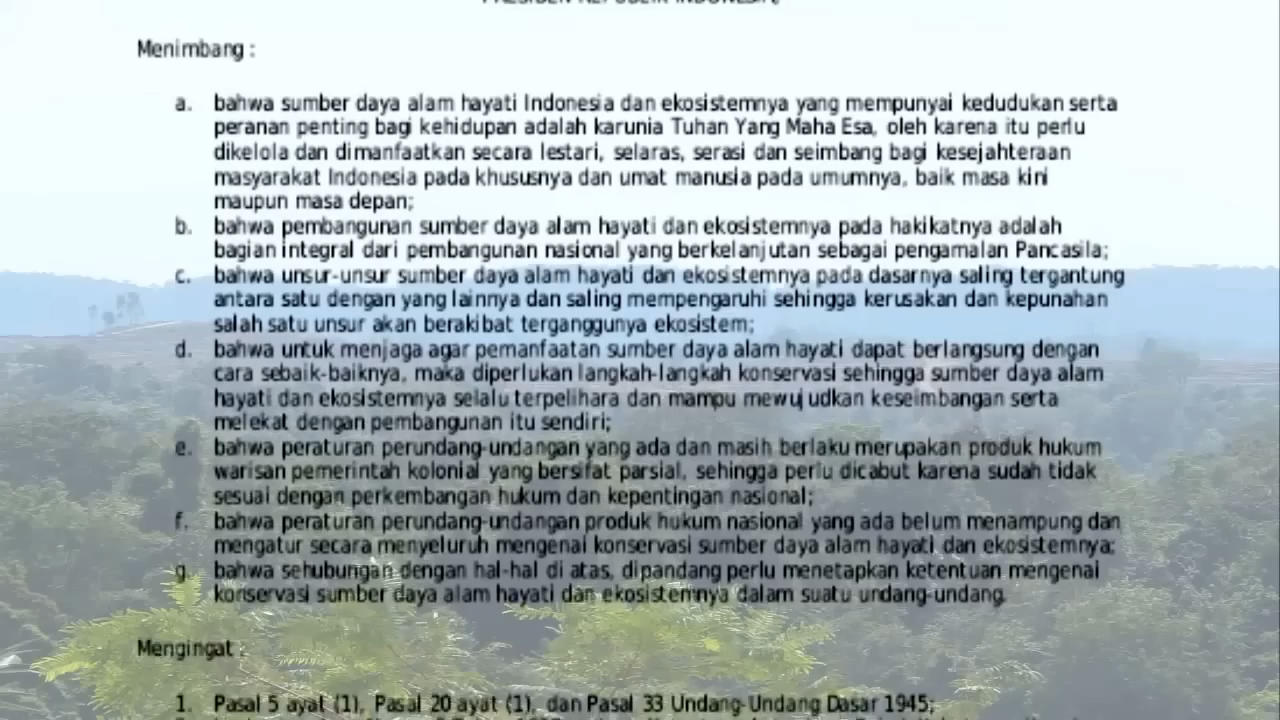 PRESIDEN REPUBLIK INDONESIA,
Menimbang :
a. bahwa sumber daya alam hayati Indonesia dan ekosistemnya yang mempunyai kedudukan serta
peranan penting bagi kehidupan adalah karunia Tuhan Yang Maha Esa, oleh karena itu perlu
dikelola dan dimanfaatkan secara lestari, selaras, serasi dan seimbang bagi kesejahteraan
masyarakat Indonesia pada khususnya dan umat manusia pada umumnya, baik masa kini
maupun masa depan;
b. bahwa pembangunan sumber daya alam hayati dan ekosistemnya pada hakikatnya adalah
bagian integral dari pembangunan nasional yang berkelanjutan sebagai pengamalan Pancasila;
c. bahwa unsur-unsur sumber daya alam hayati dan ekosistemnya pada dasarnya saling tergantung
antara satu dengan yang lainnya dan saling mempengaruhi sehingga kerusakan dan kepunahan
salah satu unsur akan berakibat terganggunya ekosistem;
d. bahwa untuk menjaga agar pemanfaatan sumber daya alam hayati dapat berlangsung dengan
cara sebaik-baiknya, maka diperlukan langkah-langkah konservasi sehingga sumber daya alam
hayati dan ekosistemnya selalu terpelihara dan mampu mewujudkan keseimbangan serta
melekat dengan pembangunan itu sendiri;
e. bahwa peraturan perundang-undangan yang ada dan masih berlaku merupakan produk hukum
warisan pemerintah kolonial yang bersifat parsial, sehingga perlu dicabut karena sudah tidak
sesuai dengan perkembangan hukum dan kepentingan nasional;
f. bahwa peraturan perundang-undangan produk hukum nasional yang ada belum menampung dan
mengatur secara menyeluruh mengenai konservasi sumber daya alam hayati dan ekosistemnya;
g. bahwa sehubungan dengan hal-hal di atas, dipandang perlu menetapkan ketentuan mengenai
konservasi sumber daya alam hayati dan ekosistemnya dalam suatu undang-undang.
Mengingat :
1. Pasal 5 ayat (1), Pasal 20 ayat (1), dan Pasal 33 Undang-Undang Dasar 1945;